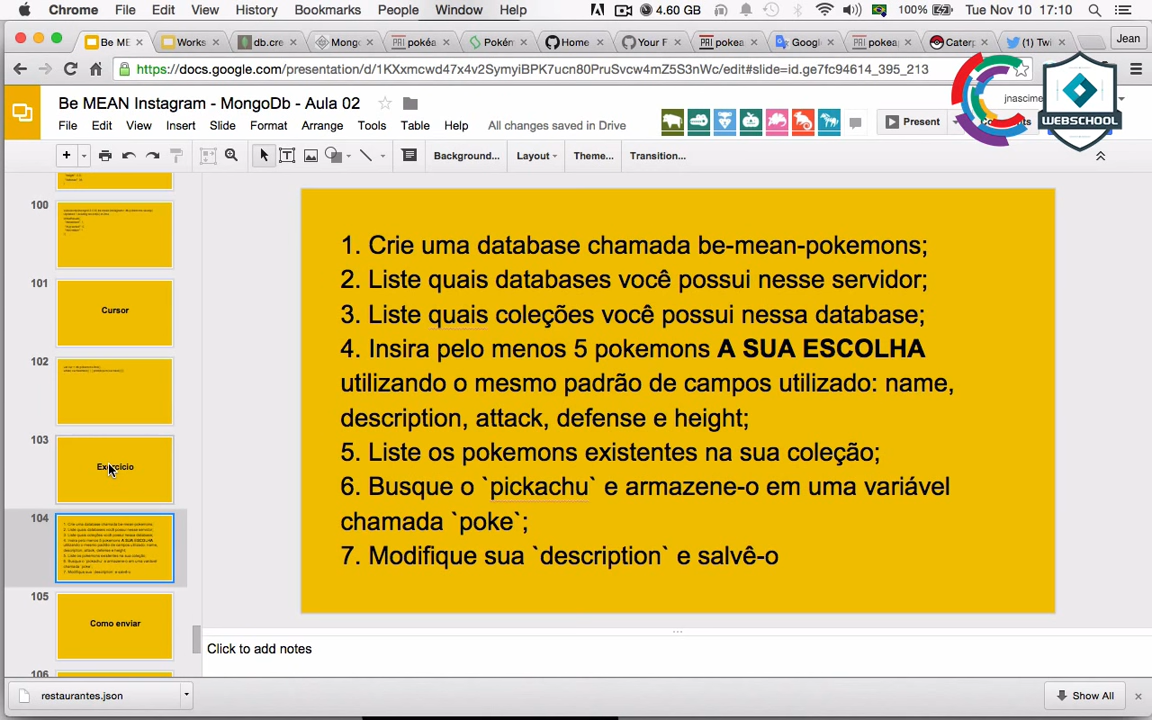 Chrome File Edit View History Bookmarks People Window Help 4.60 GB 100% Tue Nov 10 17:10
Be ME Works db.cre Mongo pokéa Pokén Home Your F pokea Googl pokeap Caterp (1) Twi Jean
https://docs.google.com/presentation/d/1KXxmcwd47x4v2SymyiBPK7ucn80PruSvcw4mZ5S3nWc/edit#slide=id.ge7fc94614_395_213
Be MEAN Instagram - MongoDb - Aula 02
jnascime
WEBSCHOOL
File Edit View Insert Slide Format Arrange Tools Table Help All changes saved in Drive Present
Background... Layout Theme... Transition...
100
101
Cursor
102
103
Exercício
104
105
Como enviar
106
1. Crie uma database chamada be-mean-pokemons;
2. Liste quais databases você possui nesse servidor;
3. Liste quais coleções você possui nessa database;
4. Insira pelo menos 5 pokemons A SUA ESCOLHA
utilizando o mesmo padrão de campos utilizado: name,
description, attack, defense e height;
5. Liste os pokemons existentes na sua coleção;
6. Busque o `pickachu` e armazene-o em uma variável
chamada `poke`;
7. Modifique sua `description` e salvê-o
Click to add notes
restaurantes.json
Show All